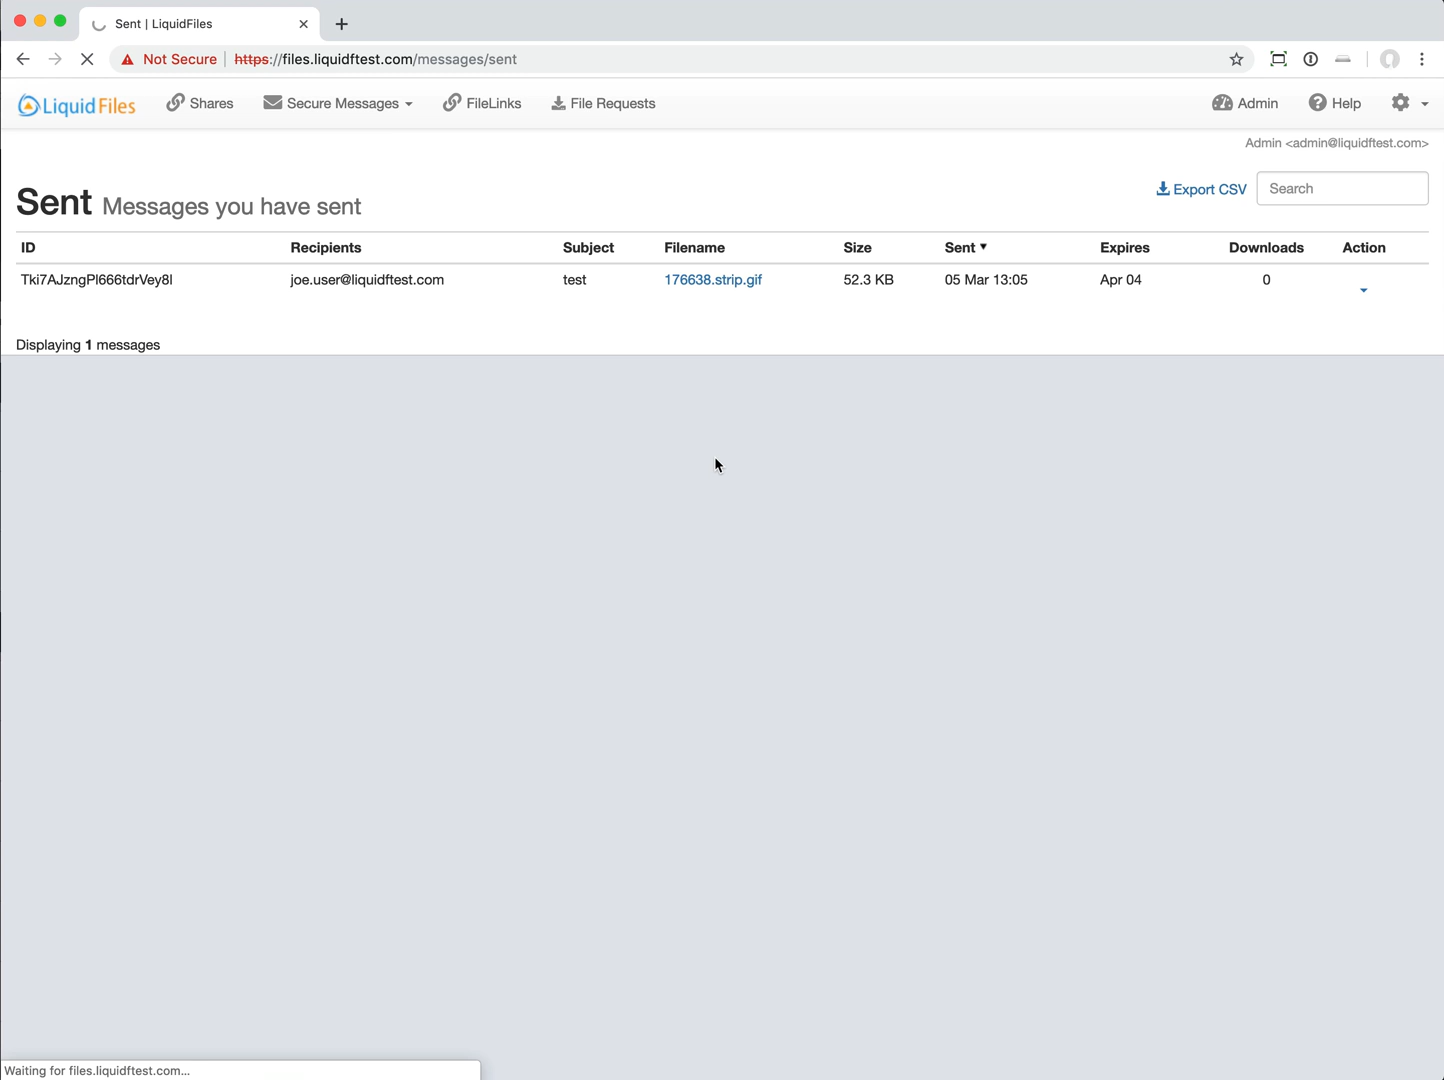 Sent | LiquidFiles
Not Secure https://files.liquidftest.com/messages/sent
LiquidFiles Shares Secure Messages FileLinks File Requests Admin Help
Admin <admin@liquidftest.com>
Sent Messages you have sent Export CSV Search
ID Recipients Subject Filename Size Sent ▼ Expires Downloads Action
Tki7AJzngPl666tdrVey8l joe.user@liquidftest.com test 176638.strip.gif 52.3 KB 05 Mar 13:05 Apr 04 0
Displaying 1 messages
Waiting for files.liquidftest.com...